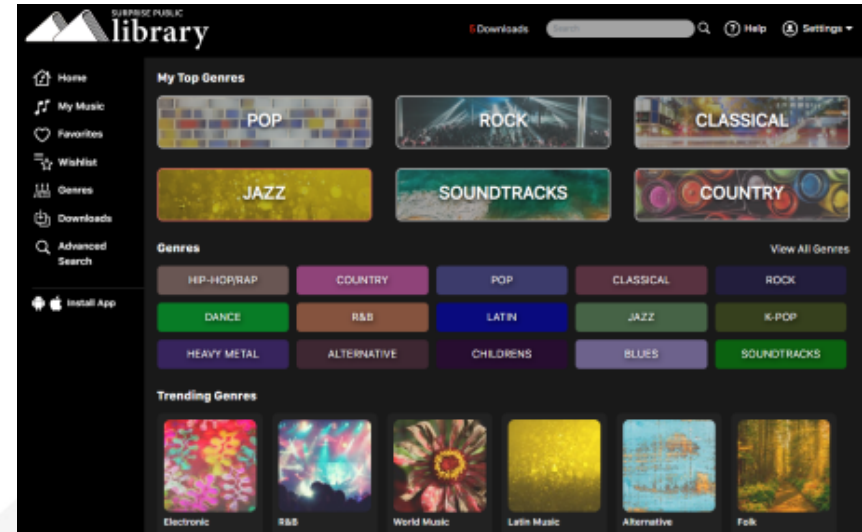 SURPRISE PUBLIC
library
5 Downloads
Search
Help
Settings
Home
My Music
Favorites
Wishlist
Genres
Downloads
Advanced
Search
Install App
My Top Genres
POP
ROCK
CLASSICAL
JAZZ
SOUNDTRACKS
COUNTRY
Genres
View All Genres
HIP-HOP/RAP
COUNTRY
POP
CLASSICAL
ROCK
DANCE
R&B
LATIN
JAZZ
K-POP
HEAVY METAL
ALTERNATIVE
CHILDRENS
BLUES
SOUNDTRACKS
Trending Genres
Electronic
R&B
World Music
Latin Music
Alternative
Folk